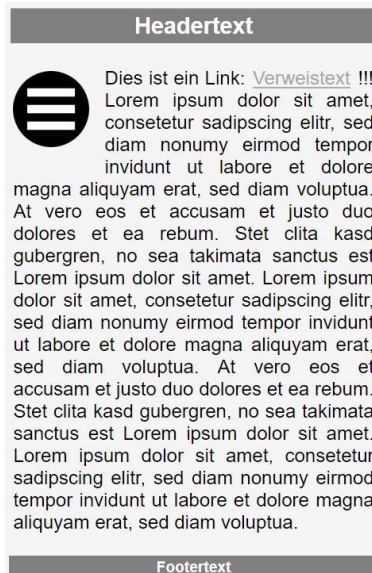 Headertext
Dies ist ein Link: Verweistext !!!
Lorem ipsum dolor sit amet,
consetetur sadipscing elitr, sed
diam nonumy eirmod tempor
invidunt ut labore et dolore
magna aliquyam erat, sed diam voluptua.
At vero eos et accusam et justo duo
dolores et ea rebum. Stet clita kasd
gubergren, no sea takimata sanctus est
Lorem ipsum dolor sit amet. Lorem ipsum
dolor sit amet, consetetur sadipscing elitr,
sed diam nonumy eirmod tempor invidunt
ut labore et dolore magna aliquyam erat,
sed diam voluptua. At vero eos et
accusam et justo duo dolores et ea rebum.
Stet clita kasd gubergren, no sea takimata
sanctus est Lorem ipsum dolor sit amet.
Lorem ipsum dolor sit amet, consetetur
sadipscing elitr, sed diam nonumy eirmod
tempor invidunt ut labore et dolore magna
aliquyam erat, sed diam voluptua.
Footertext